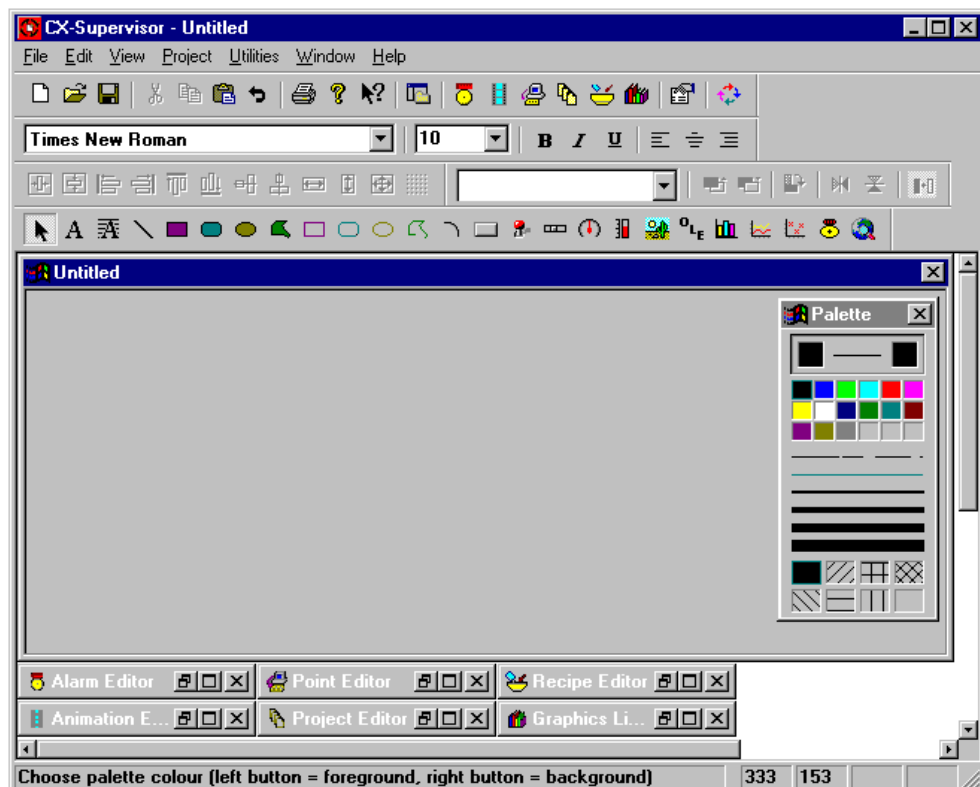 CX-Supervisor - Untitled
File Edit View Project Utilities Window Help
Times New Roman 10 B I U
A A OLE
Untitled
Palette
Alarm Editor Point Editor Recipe Editor
Animation E... Project Editor Graphics Li...
Choose palette colour (left button = foreground, right button = background) 333 153